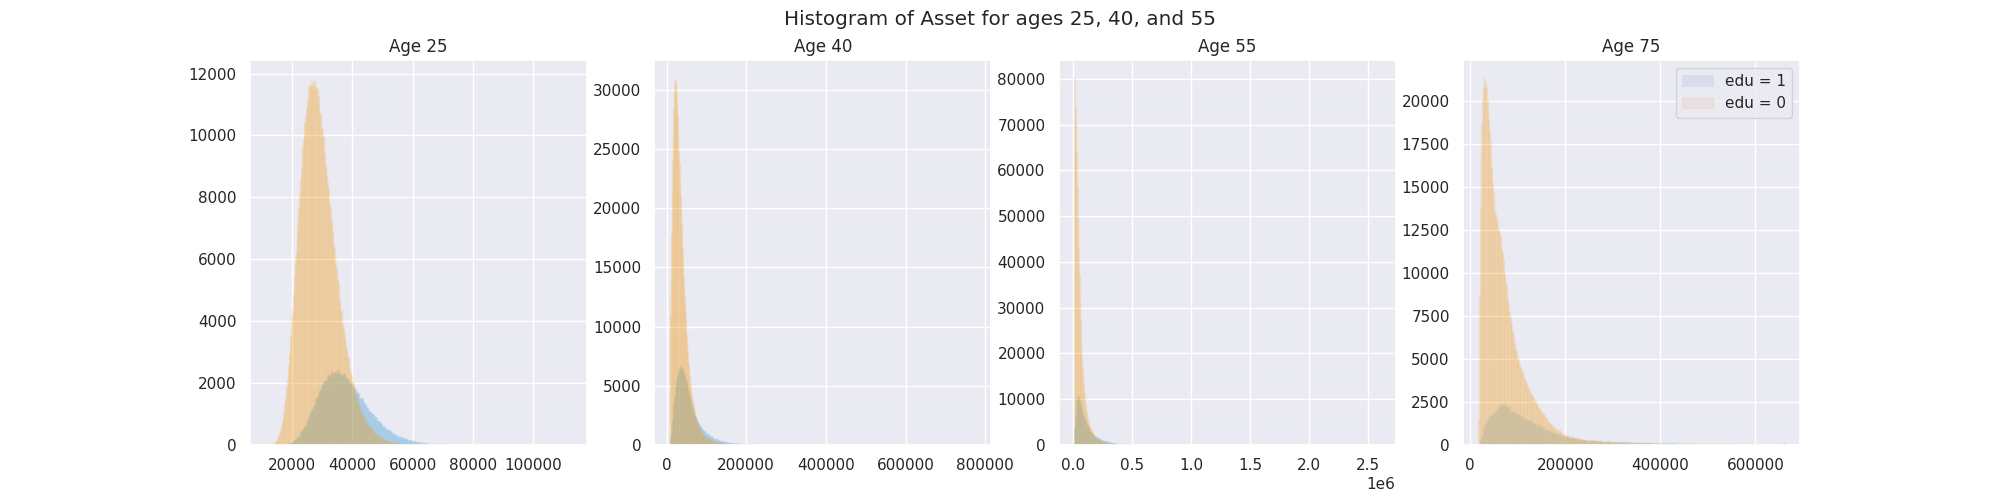 Histogram of Asset for ages 25, 40, and 55
Age 25
12000
10000
8000
6000
4000
2000
0
20000 40000 60000 80000 100000
Age 40
30000
25000
20000
15000
10000
5000
0
0 200000 400000 600000 800000
Age 55
80000
70000
60000
50000
40000
30000
20000
10000
0
0.0 0.5 1.0 1.5 2.0 2.5
1e6
Age 75
edu = 1
edu = 0
20000
17500
15000
12500
10000
7500
5000
2500
0
0 200000 400000 600000